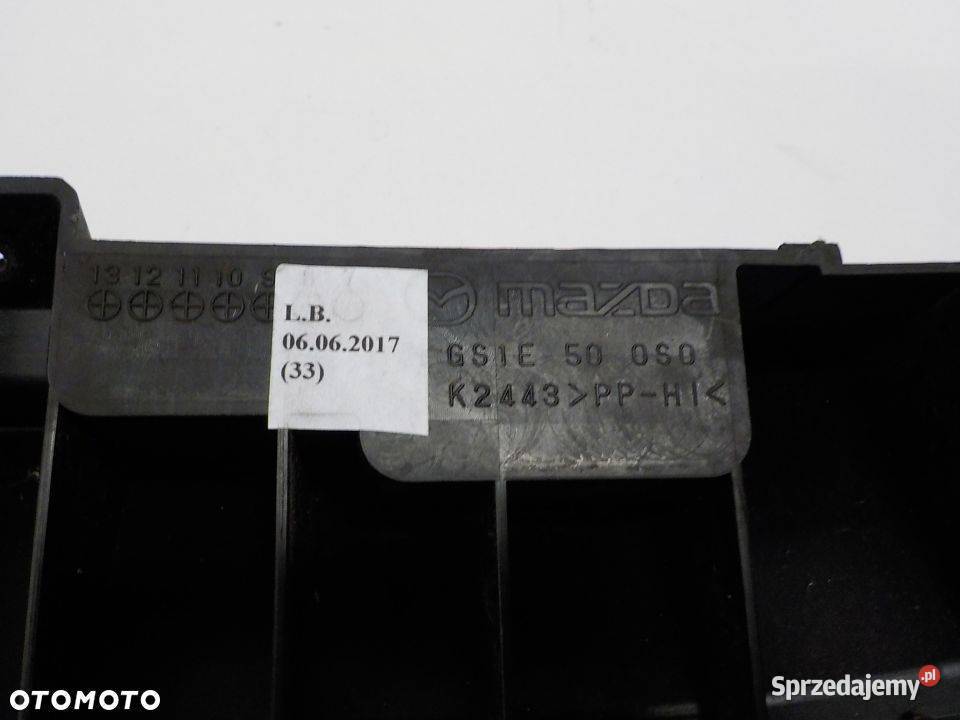 13 12 11 10
L.B.
06.06.2017
(33)
mazda
GS1E 50 0S0
K2443>PP-HI<
OTOMOTO
Sprzedajemy.pl